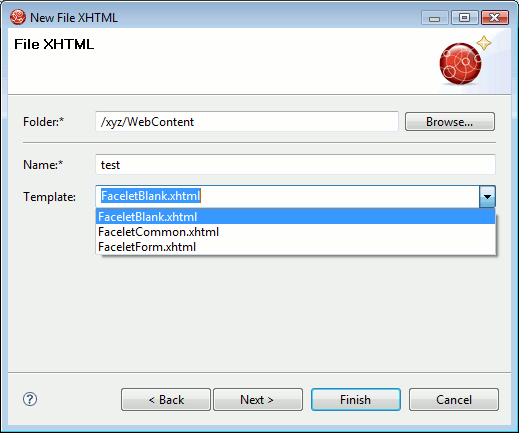 New File XHTML
File XHTML
Folder:* /xyz/WebContent Browse...
Name:* test
Template: FaceletBlank.xhtml
FaceletBlank.xhtml
FaceletCommon.xhtml
FaceletForm.xhtml
? < Back Next > Finish Cancel